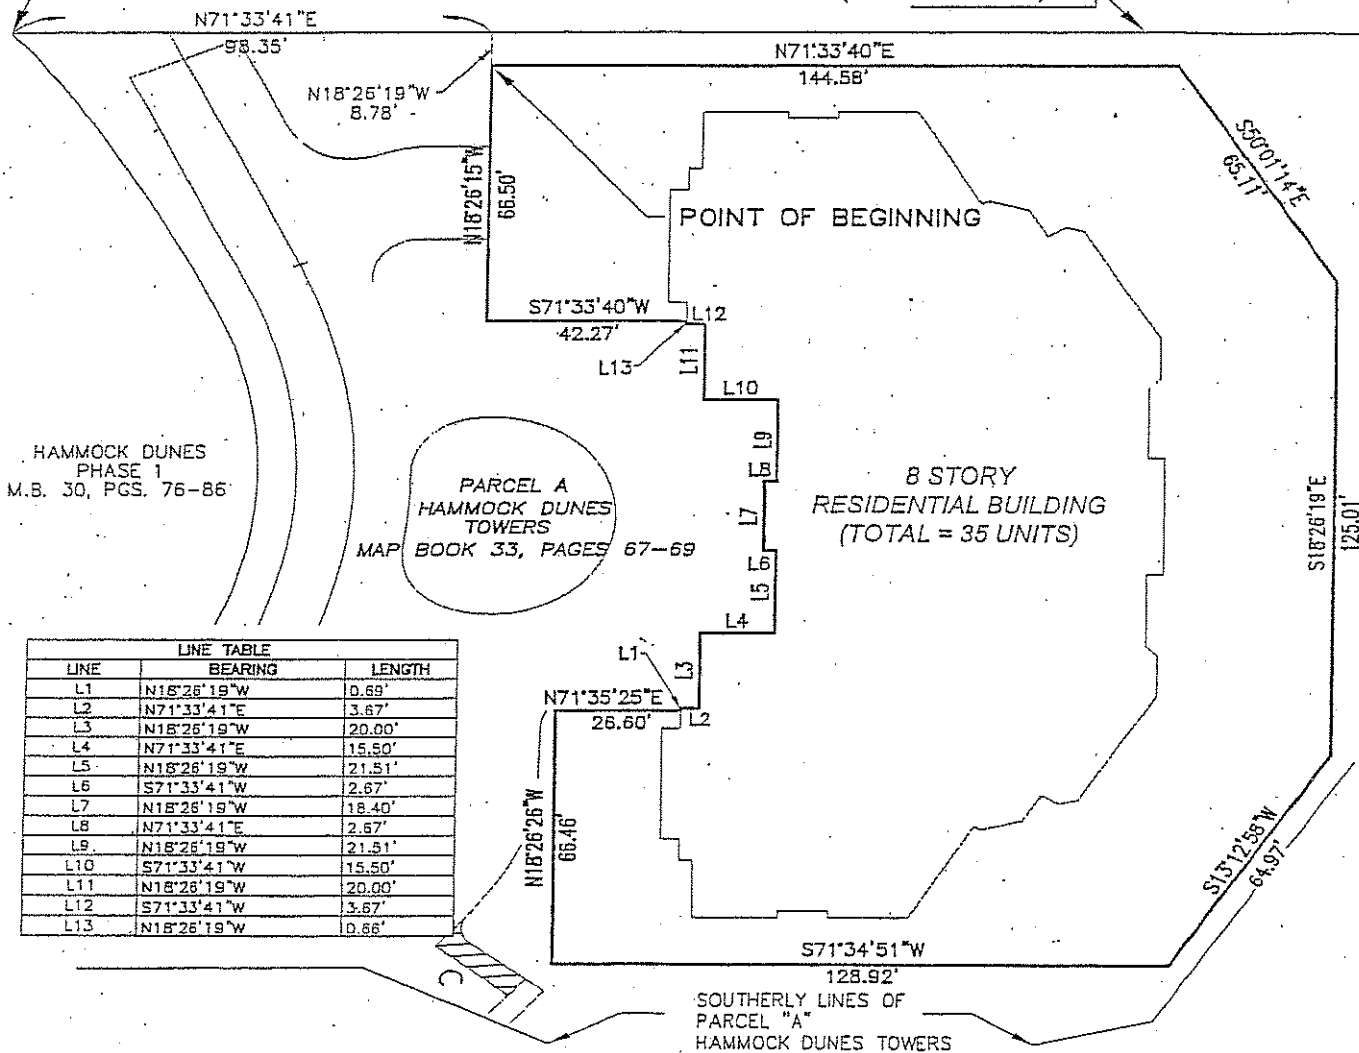 N71°33'41"E
98.35'
N71°33'40"E
144.58'
N18°26'19"W
8.78'
S50°01'14"E
65.11'
N18°26'15"W
66.50'
POINT OF BEGINNING
S71°33'40"W
42.27'
L12
L13
L11
L10
L9
L8
L7
L6
L5
L4
L3
L1
L2
HAMMOCK DUNES
PHASE 1
M.B. 30, PGS. 76-86
PARCEL A
HAMMOCK DUNES
TOWERS
MAP BOOK 33, PAGES 67-69
8 STORY
RESIDENTIAL BUILDING
(TOTAL = 35 UNITS)
S18°26'19"E
125.01'
LINE TABLE
LINE BEARING LENGTH
L1 N18°26'19"W 0.69'
L2 N71°33'41"E 3.67'
L3 N18°26'19"W 20.00'
L4 N71°33'41"E 15.50'
L5 N18°26'19"W 21.51'
L6 S71°33'41"W 2.67'
L7 N18°26'19"W 18.40'
L8 N71°33'41"E 2.67'
L9 N18°26'19"W 21.51'
L10 S71°33'41"W 15.50'
L11 N18°26'19"W 20.00'
L12 S71°33'41"W 3.67'
L13 N18°26'19"W 0.66'
N71°35'25"E
26.60'
N18°26'26"W
66.46'
S13°12'58"W
64.97'
S71°34'51"W
128.92'
C
SOUTHERLY LINES OF
PARCEL "A"
HAMMOCK DUNES TOWERS